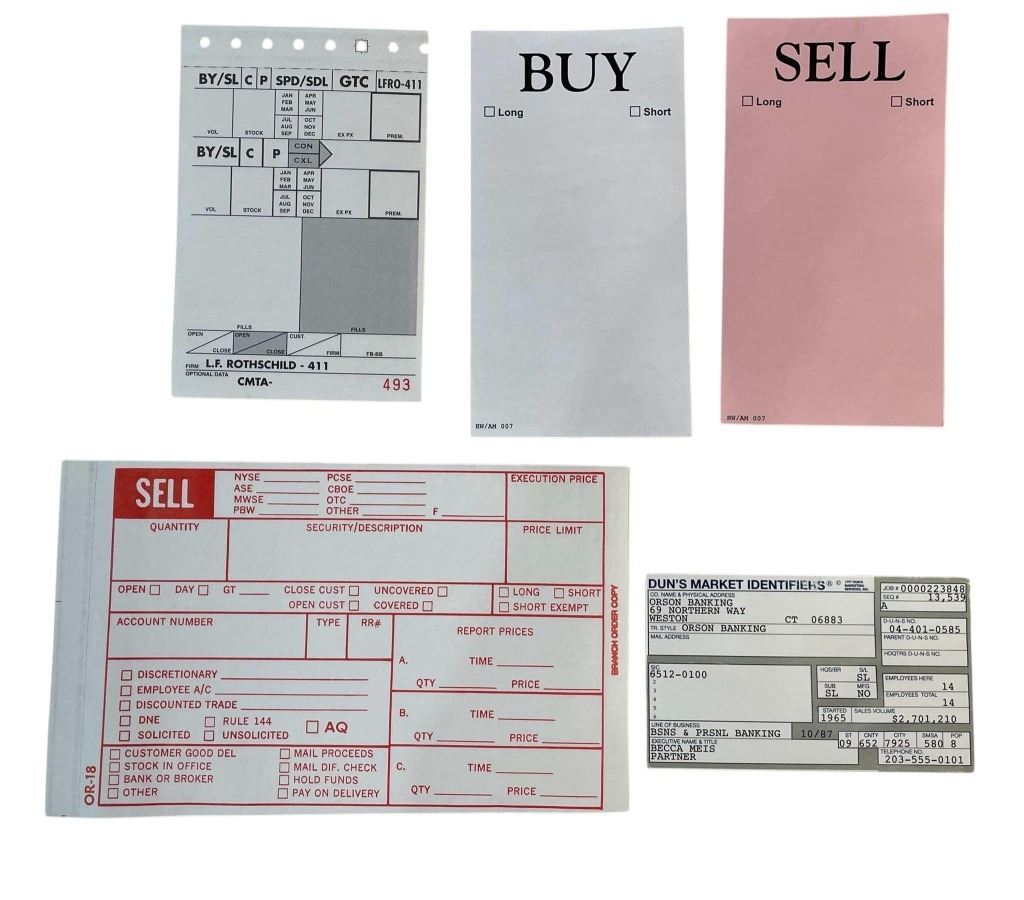 BY/SL C P SPD/SDL GTC LFRO-411
JAN APR
FEB MAY
MAR JUN
JUL OCT
AUG NOV
SEP DEC
VOL STOCK EX PX PREM.
BY/SL C P CON
CXL
JAN APR
FEB MAY
MAR JUN
JUL OCT
AUG NOV
SEP DEC
VOL STOCK EX PX PREM.
FILLS FILLS
OPEN OPEN CUST.
CLOSE CLOSE FIRM FB-BB
FIRM L.F. ROTHSCHILD - 411
OPTIONAL DATA
CMTA- 493
BUY
Long Short
HW/AM 007
SELL
Long Short
HW/AM 007
SELL
NYSE PCSE
ASE CBOE
MWSE OTC
PBW OTHER F
EXECUTION PRICE
QUANTITY SECURITY/DESCRIPTION PRICE LIMIT
OPEN DAY GT CLOSE CUST UNCOVERED LONG SHORT
OPEN CUST COVERED SHORT EXEMPT
ACCOUNT NUMBER TYPE RR# REPORT PRICES
A. TIME
QTY PRICE
B. TIME
QTY PRICE
C. TIME
QTY PRICE
DISCRETIONARY
EMPLOYEE A/C
DISCOUNTED TRADE
DNE RULE 144 AQ
SOLICITED UNSOLICITED
CUSTOMER GOOD DEL MAIL PROCEEDS
STOCK IN OFFICE MAIL DIF. CHECK
BANK OR BROKER HOLD FUNDS
OTHER PAY ON DELIVERY
OR-18
BRANCH ORDER COPY
DUN'S MARKET IDENTIFIERS® ©
CO. NAME & PHYSICAL ADDRESS
ORSON BANKING
69 NORTHERN WAY
WESTON CT 06883
TR. STYLE ORSON BANKING
MAIL ADDRESS
JOB # 0000223848
SEQ # 13,539
A
D-U-N-S NO.
04-401-0585
PARENT D-U-N-S NO.
HDQTRS D-U-N-S NO.
SIC
6512-0100
2
3
4
5
6
HQS/BR S/L
SL
SUB MFG
SL NO
EMPLOYEES HERE
14
EMPLOYEES TOTAL
14
STARTED SALES VOLUME
1965 $2,701,210
LINE OF BUSINESS
BSNS & PRSNL BANKING 10/87
ST CNTY CITY SMSA POP
09 652 7925 580 8
EXECUTIVE NAME & TITLE
BECCA MEIS
PARTNER
TELEPHONE NO.
203-555-0101